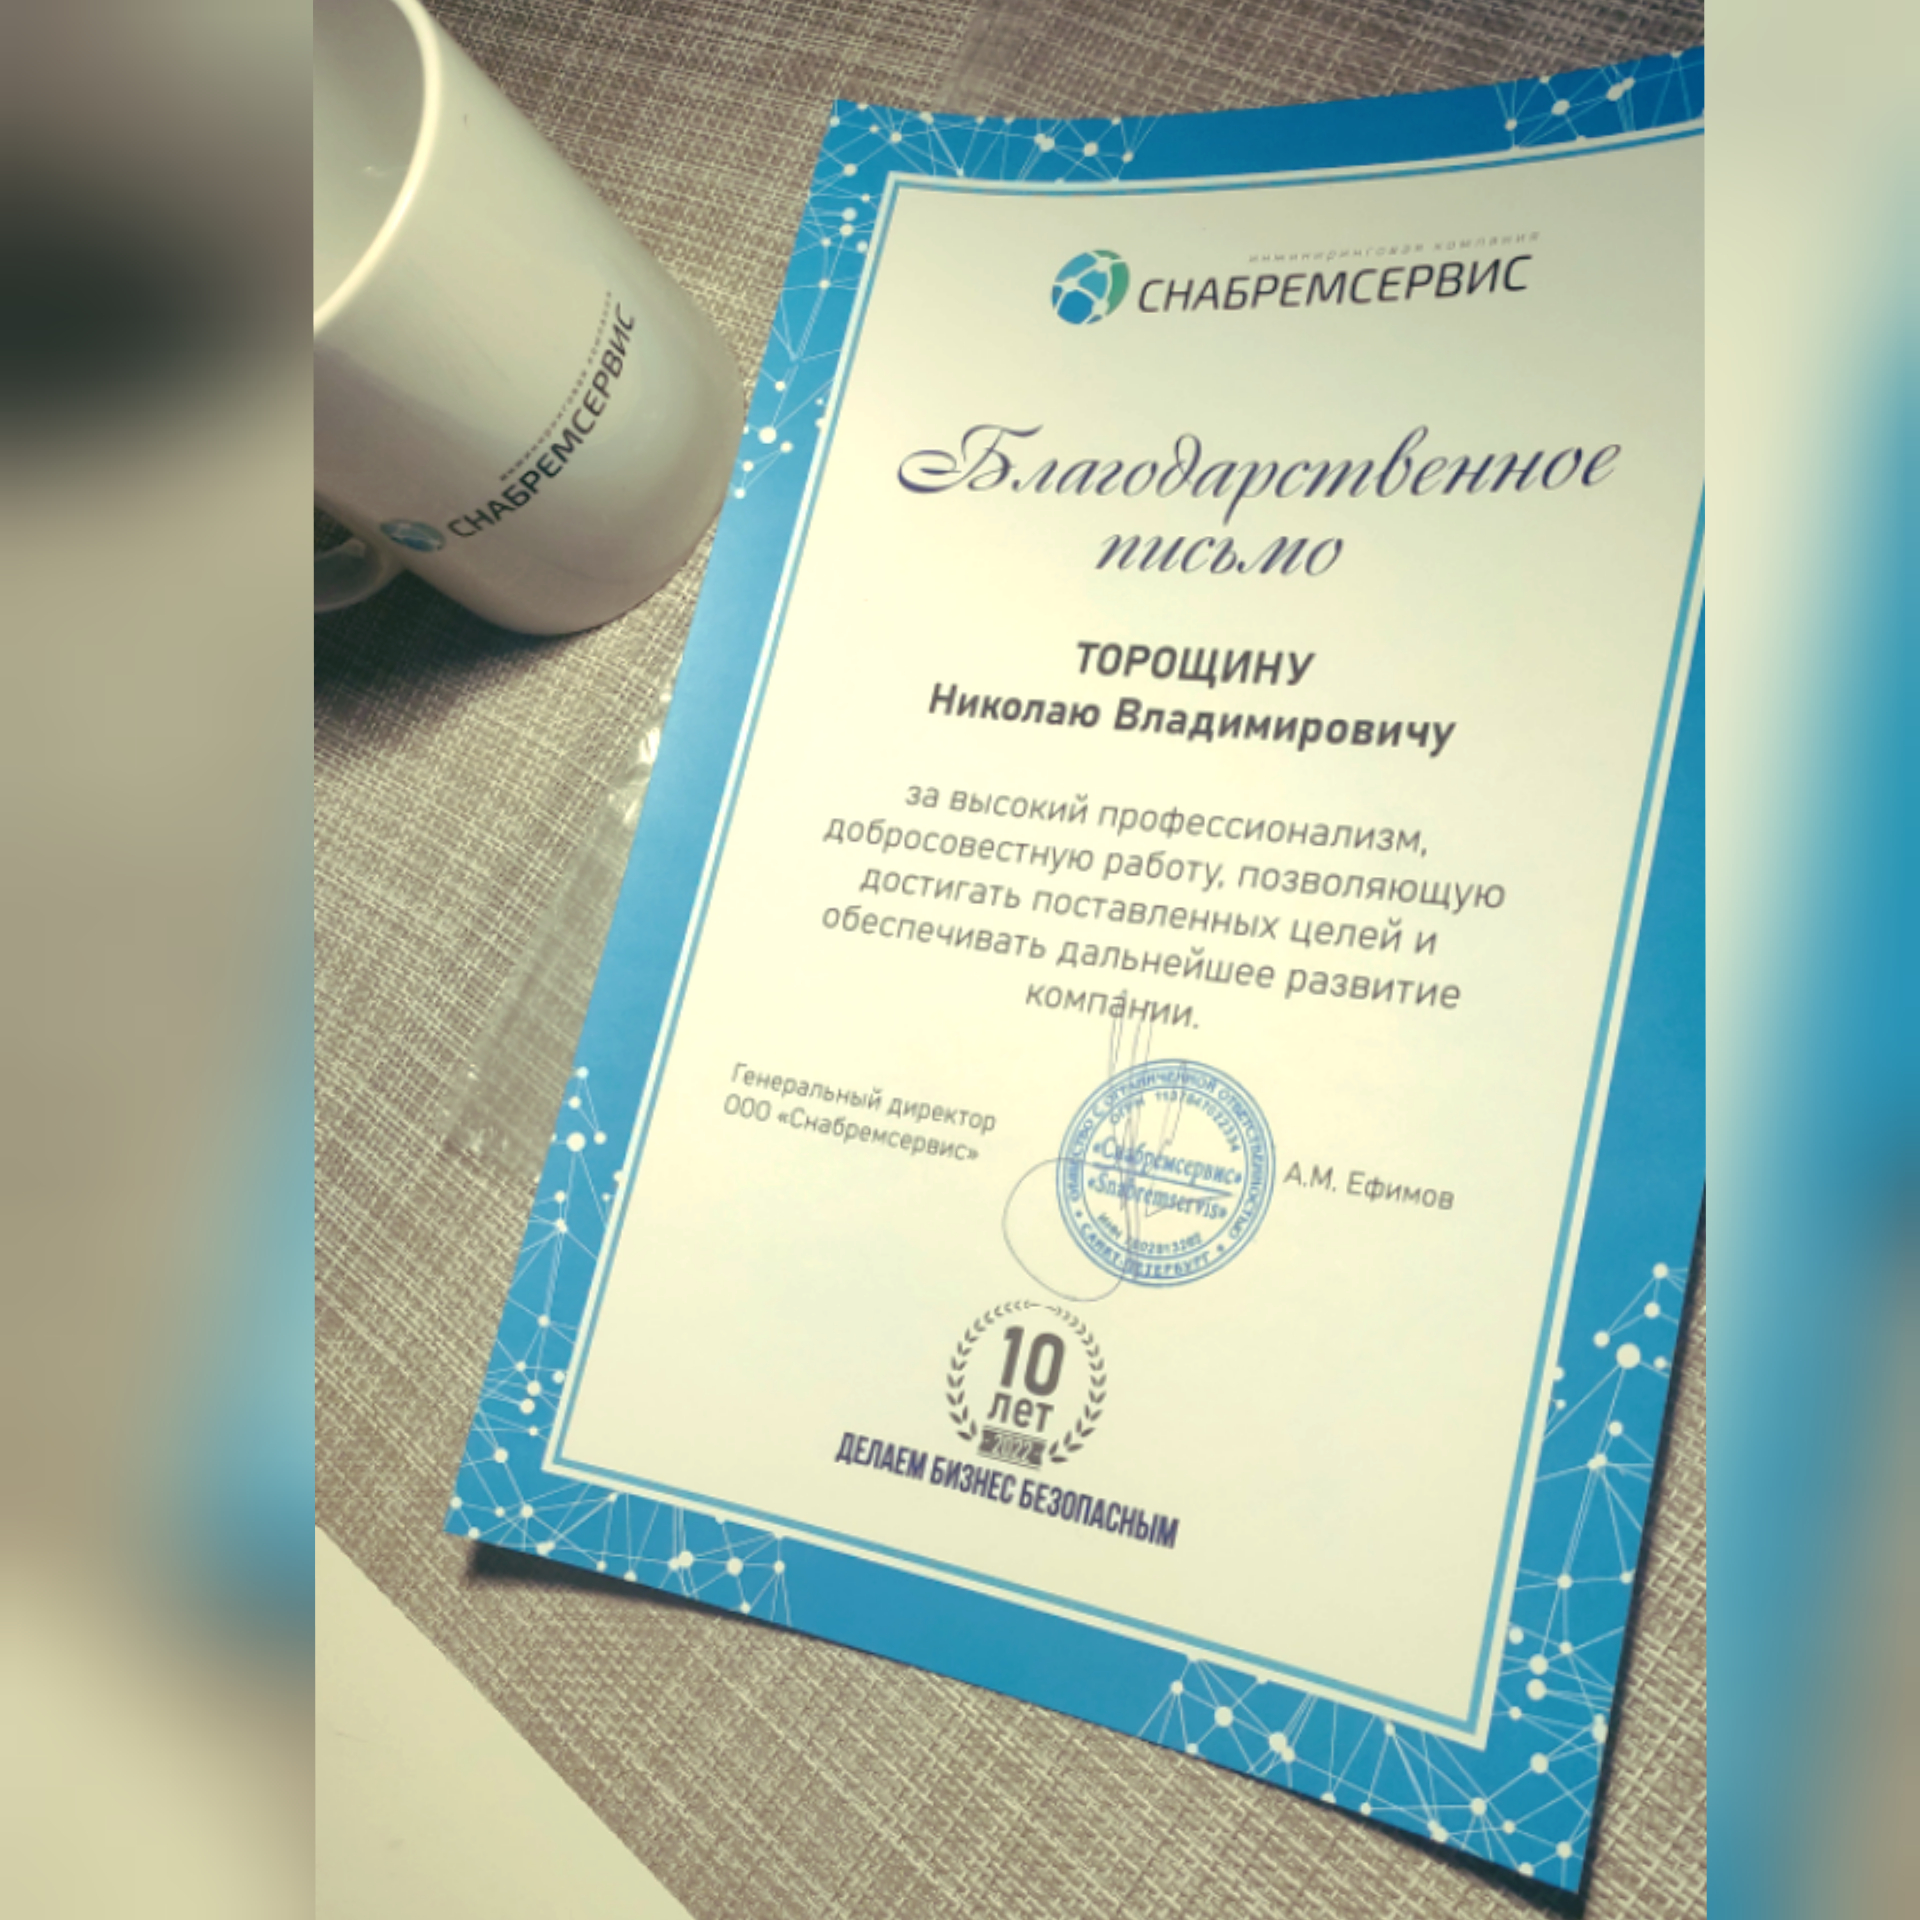 инжиниринговая компания
СНАБРЕМСЕРВИС
инжиниринговая компания
СНАБРЕМСЕРВИС
Благодарственное
письмо
ТОРОЩИНУ
Николаю Владимировичу
за высокий профессионализм,
добросовестную работу, позволяющую
достигать поставленных целей и
обеспечивать дальнейшее развитие
компании.
Генеральный директор
ООО «Снабремсервис»
ОБЩЕСТВО С ОГРАНИЧЕННОЙ ОТВЕТСТВЕННОСТЬЮ
ОГРН
«Снабремсервис»
«Snabremservis»
ИНН
САНКТ-ПЕТЕРБУРГ
А.М. Ефимов
10
лет
2022
ДЕЛАЕМ БИЗНЕС БЕЗОПАСНЫМ